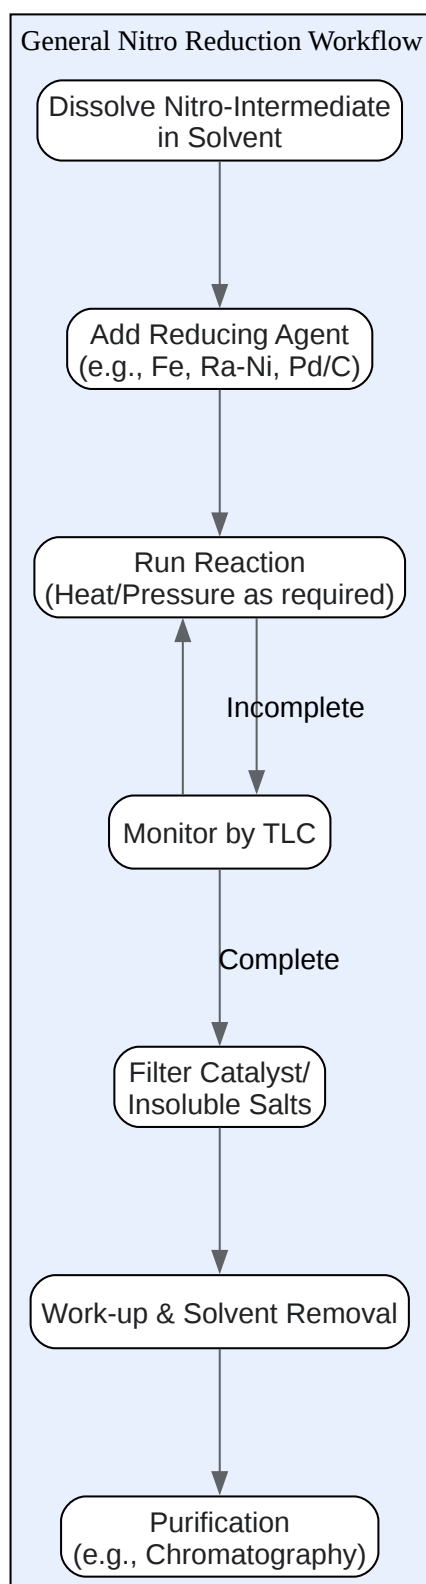 General Nitro Reduction Workflow
Dissolve Nitro-Intermediate
in Solvent
Add Reducing Agent
(e.g., Fe, Ra-Ni, Pd/C)
Run Reaction
(Heat/Pressure as required)
Incomplete
Monitor by TLC
Complete
Filter Catalyst/
Insoluble Salts
Work-up & Solvent Removal
Purification
(e.g., Chromatography)